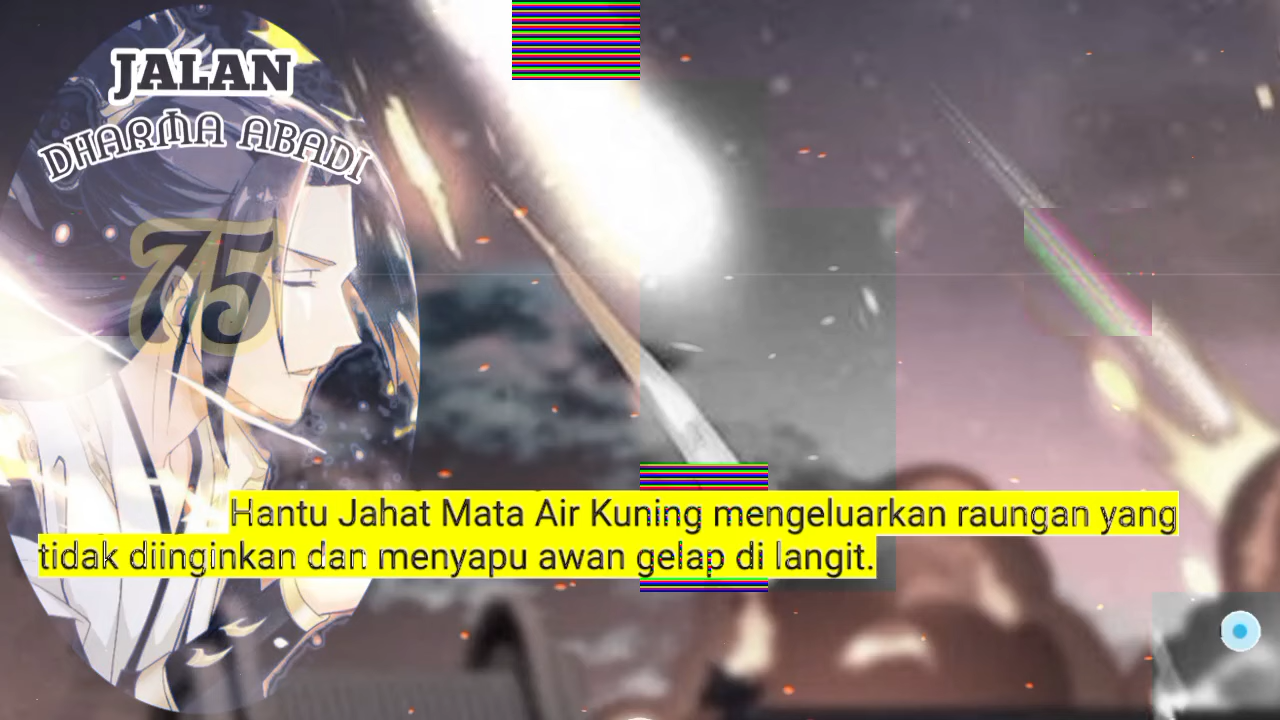 JALAN
DHARMA ABADI
75
Hantu Jahat Mata Air Kuning mengeluarkan raungan yang
tidak diinginkan dan menyapu awan gelap di langit.